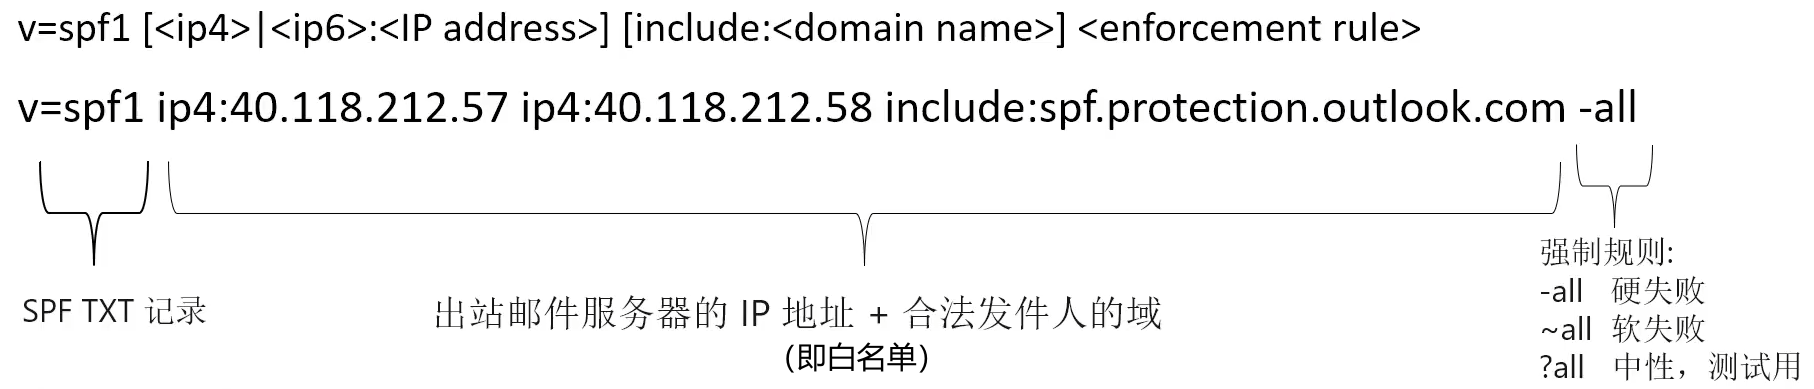 v=spf1 [<ip4>|<ip6>:<IP address>] [include:<domain name>] <enforcement rule>
v=spf1 ip4:40.118.212.57 ip4:40.118.212.58 include:spf.protection.outlook.com -all
SPF TXT 记录
出站邮件服务器的 IP 地址 + 合法发件人的域
(即白名单)
强制规则:
-all 硬失败
~all 软失败
?all 中性，测试用